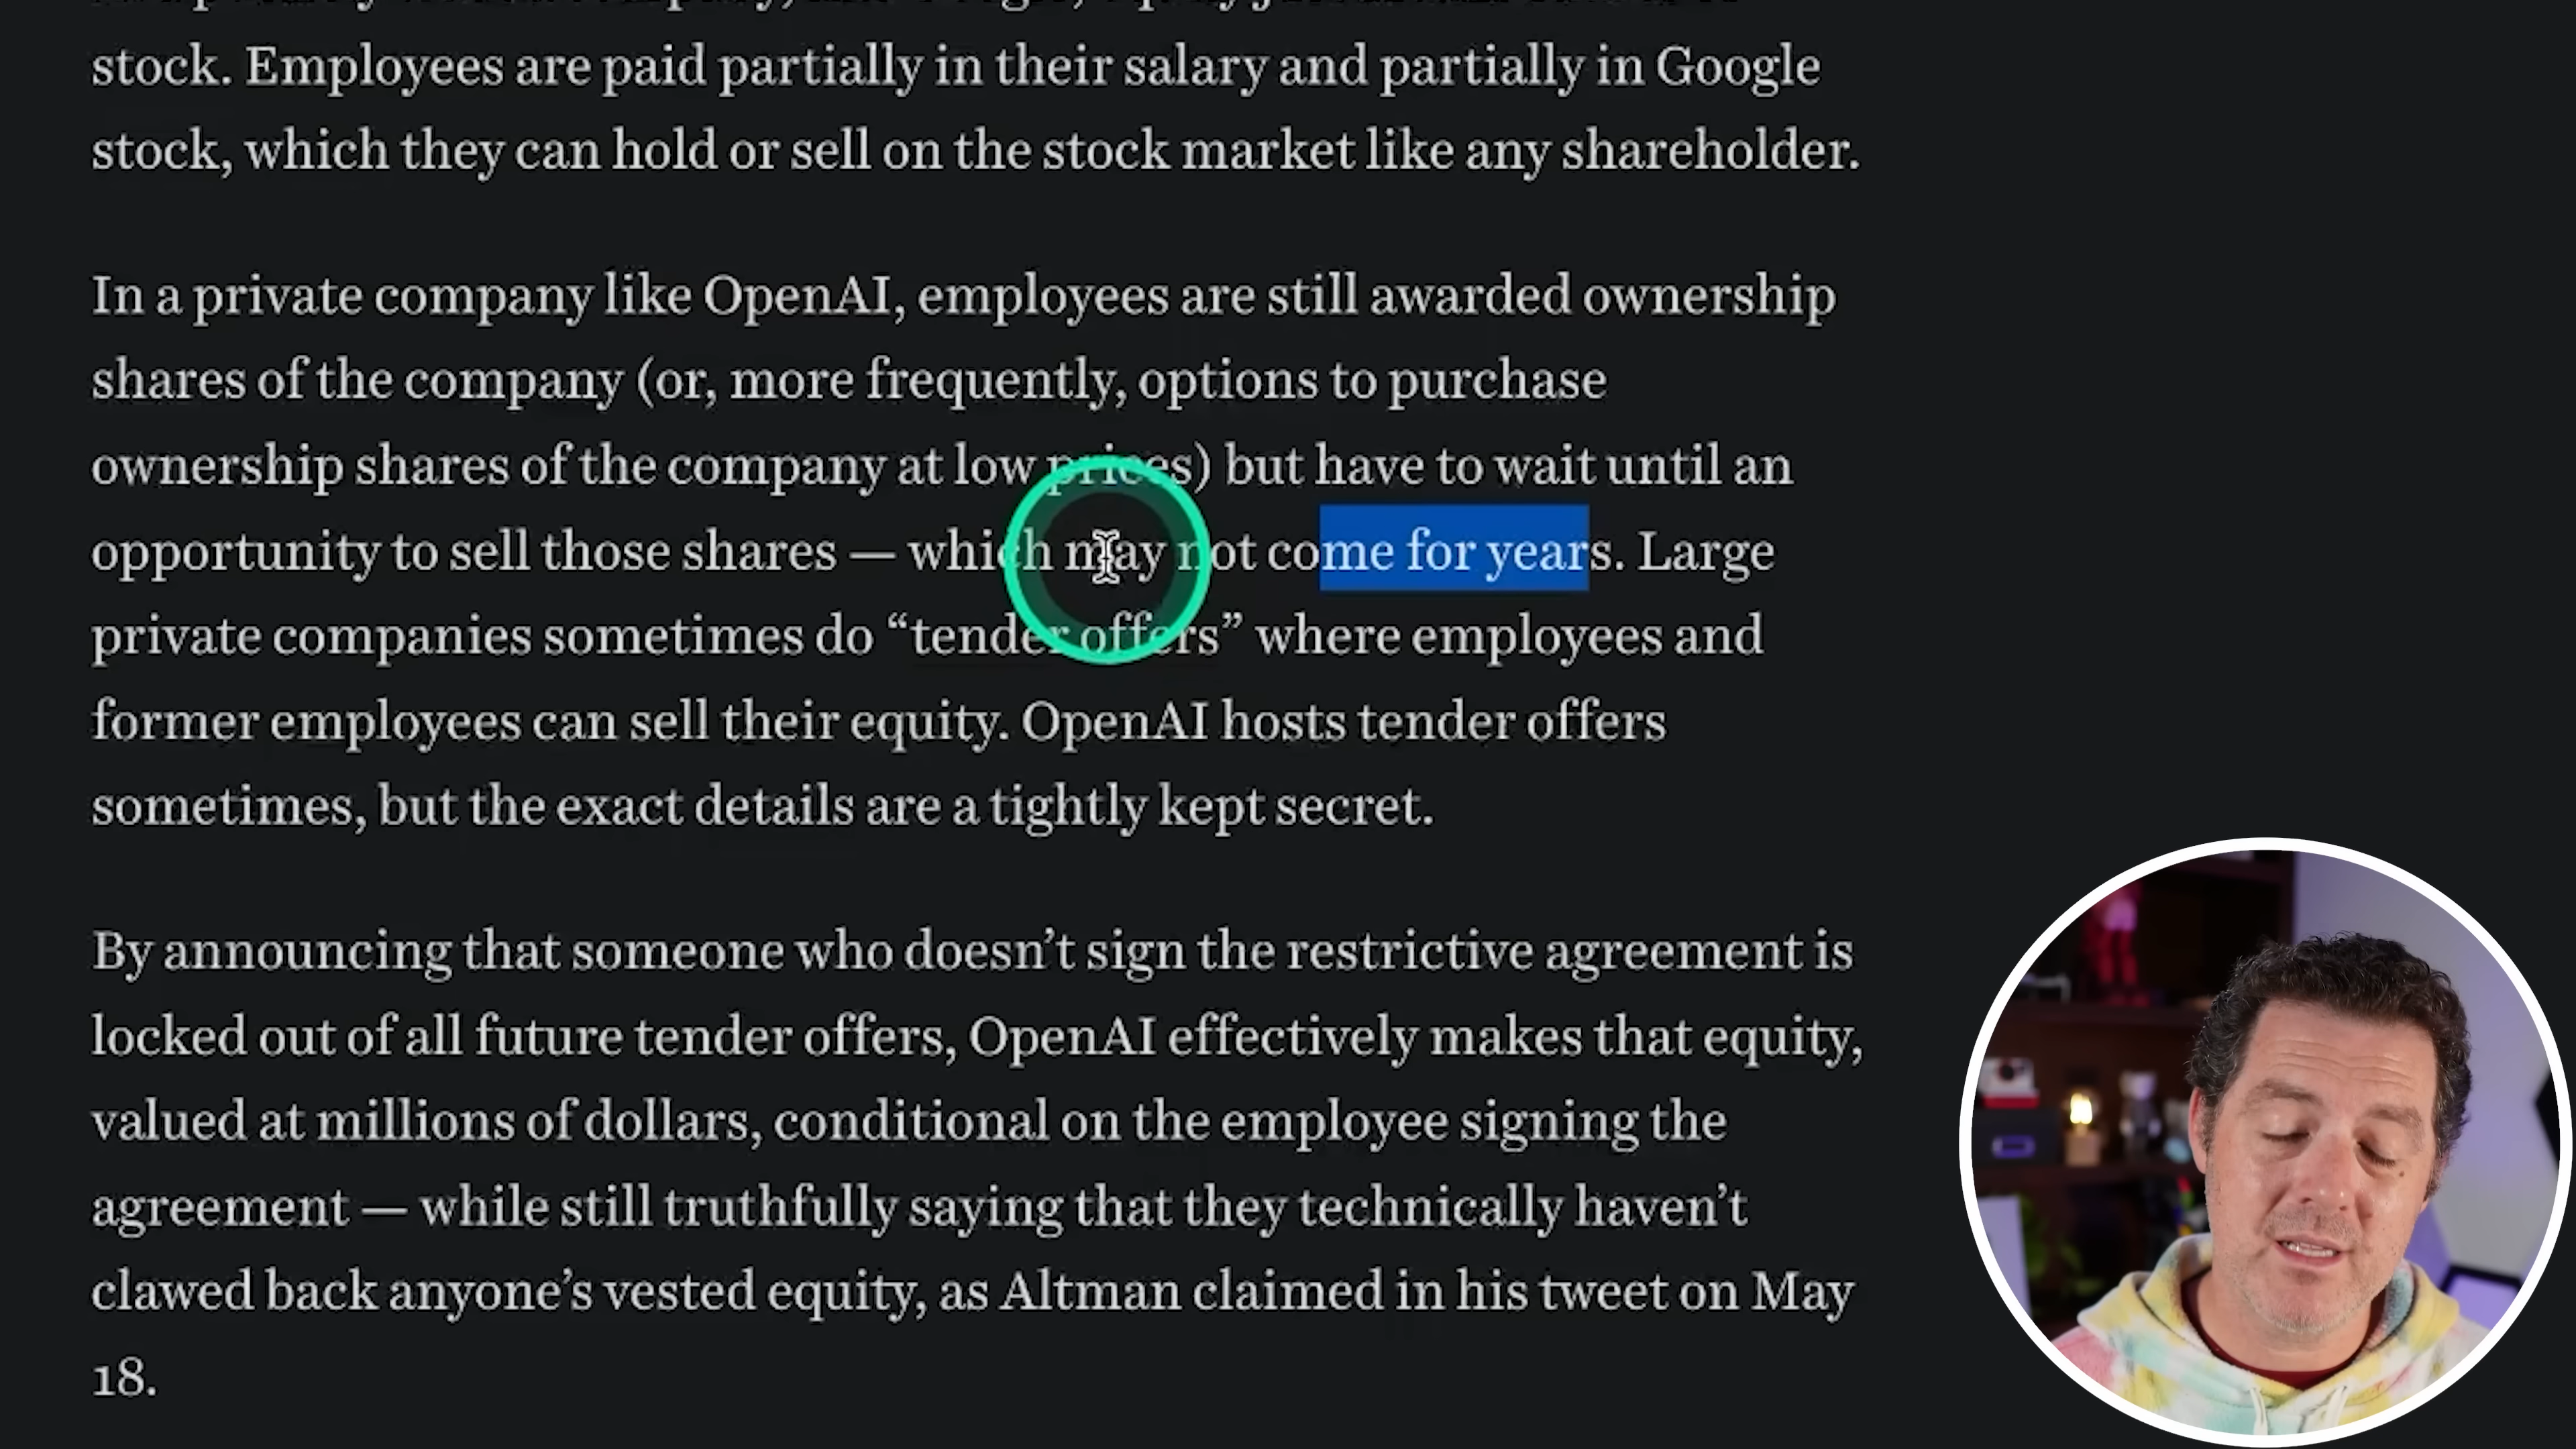 stock. Employees are paid partially in their salary and partially in Google
stock, which they can hold or sell on the stock market like any shareholder.
In a private company like OpenAI, employees are still awarded ownership
shares of the company (or, more frequently, options to purchase
ownership shares of the company at low prices) but have to wait until an
opportunity to sell those shares — which may not come for years. Large
private companies sometimes do “tender offers” where employees and
former employees can sell their equity. OpenAI hosts tender offers
sometimes, but the exact details are a tightly kept secret.
By announcing that someone who doesn’t sign the restrictive agreement is
locked out of all future tender offers, OpenAI effectively makes that equity,
valued at millions of dollars, conditional on the employee signing the
agreement — while still truthfully saying that they technically haven’t
clawed back anyone’s vested equity, as Altman claimed in his tweet on May
18.